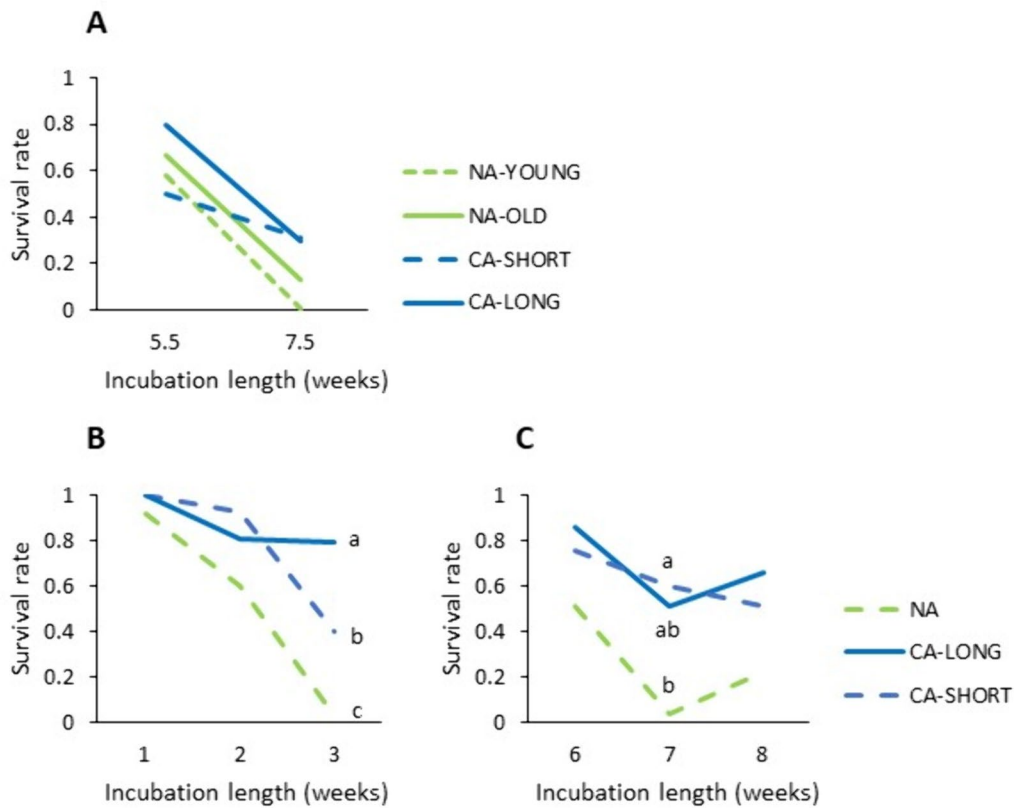 A
1
0.8
0.6
0.4
0.2
0
Survival rate
5.5 7.5
Incubation length (weeks)
NA-YOUNG
NA-OLD
CA-SHORT
CA-LONG
B
1
0.8
0.6
0.4
0.2
0
Survival rate
a
b
c
1 2 3
Incubation length (weeks)
C
1
0.8
0.6
0.4
0.2
0
Survival rate
a
ab
b
6 7 8
Incubation length (weeks)
NA
CA-LONG
CA-SHORT